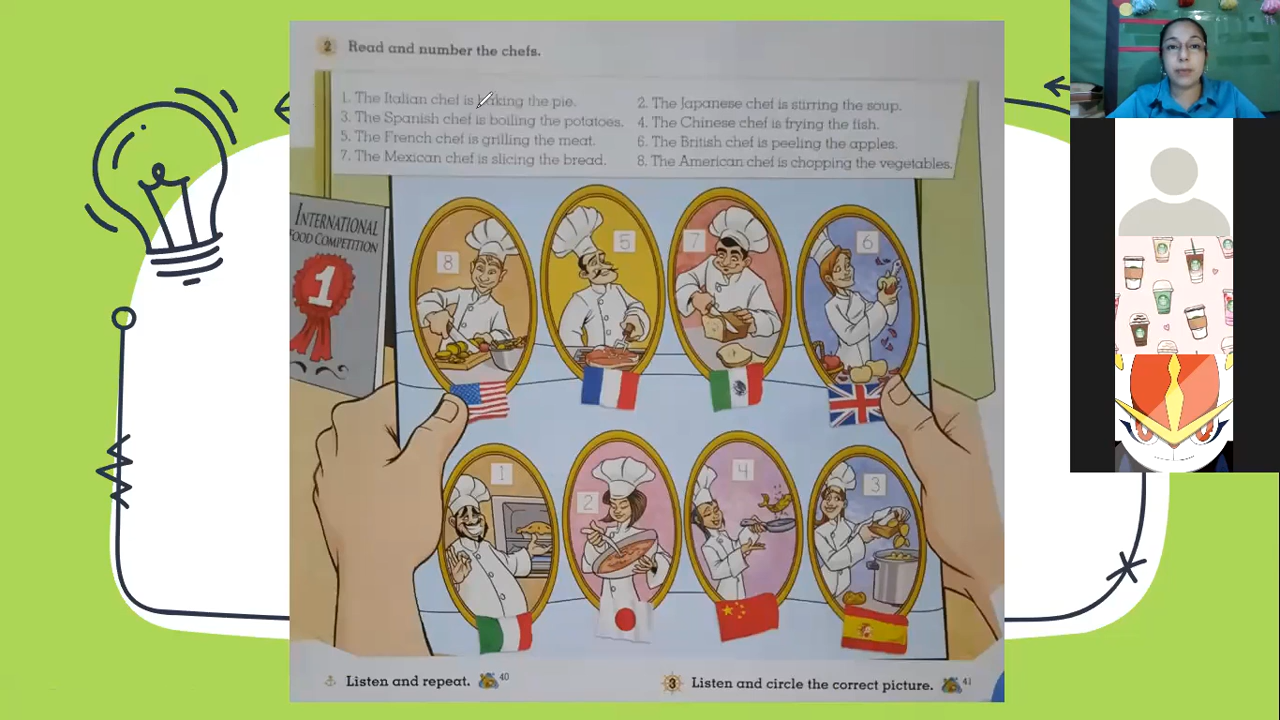 2 Read and number the chefs.
1. The Italian chef is baking the pie. 2. The Japanese chef is stirring the soup.
3. The Spanish chef is boiling the potatoes. 4. The Chinese chef is frying the fish.
5. The French chef is grilling the meat. 6. The British chef is peeling the apples.
7. The Mexican chef is slicing the bread. 8. The American chef is chopping the vegetables.
INTERNATIONAL
FOOD COMPETITION
1
8 5 7 6
1 2 4 3
Listen and repeat. 40
3 Listen and circle the correct picture. 41